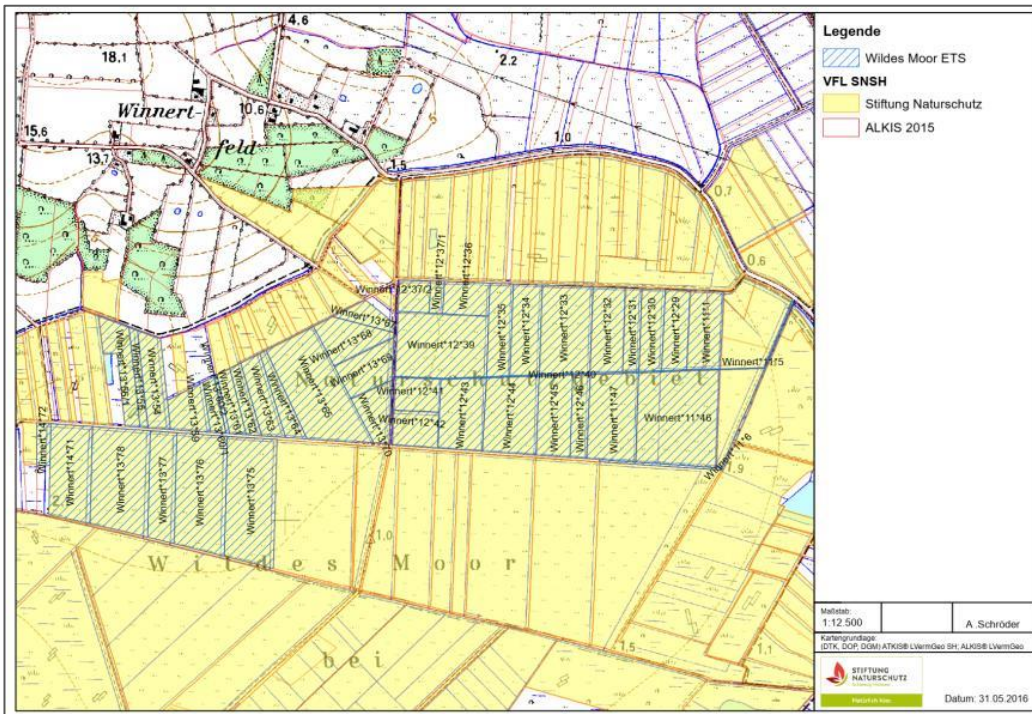 4.6
18.1
2.2
Winnert-
10.6
1.0
15.6
feld
13.7
1.5
0.7
0.6
Winnert*12*37/1
Winnert*12*36
Winnert*12*37/2
Winnert*12*35
Winnert*12*34
Winnert*12*33
Winnert*12*32
Winnert*12*31
Winnert*12*30
Winnert*12*29
Winnert*11*1
Winnert*13*68
Winnert*12*39
Winnert*13*69
Winnert*11*5
Winnert*12*40
Winnert*13*65
Winnert*13*64
Winnert*13*63
Winnert*13*62
Winnert*13*59
Winnert*12*41
Winnert*12*42
Winnert*12*43
Winnert*12*44
Winnert*12*45
Winnert*12*46
Winnert*11*47
Winnert*11*46
Winnert*13*70
Winnert*11*6
1.9
Winnert*14*72
Winnert*14*71
Winnert*13*78
Winnert*13*77
Winnert*13*76
Winnert*13*75
1.0
Wildes Moor
bei
1.5
1.1
Legende
Wildes Moor ETS
VFL SNSH
Stiftung Naturschutz
ALKIS 2015
Maßstab:
1:12.500
A .Schröder
Kartengrundlage:
(DTK, DOP, DGM) ATKIS® LVermGeo SH; ALKIS® LVermGeo
STIFTUNG
NATURSCHUTZ
Datum: 31.05.2016